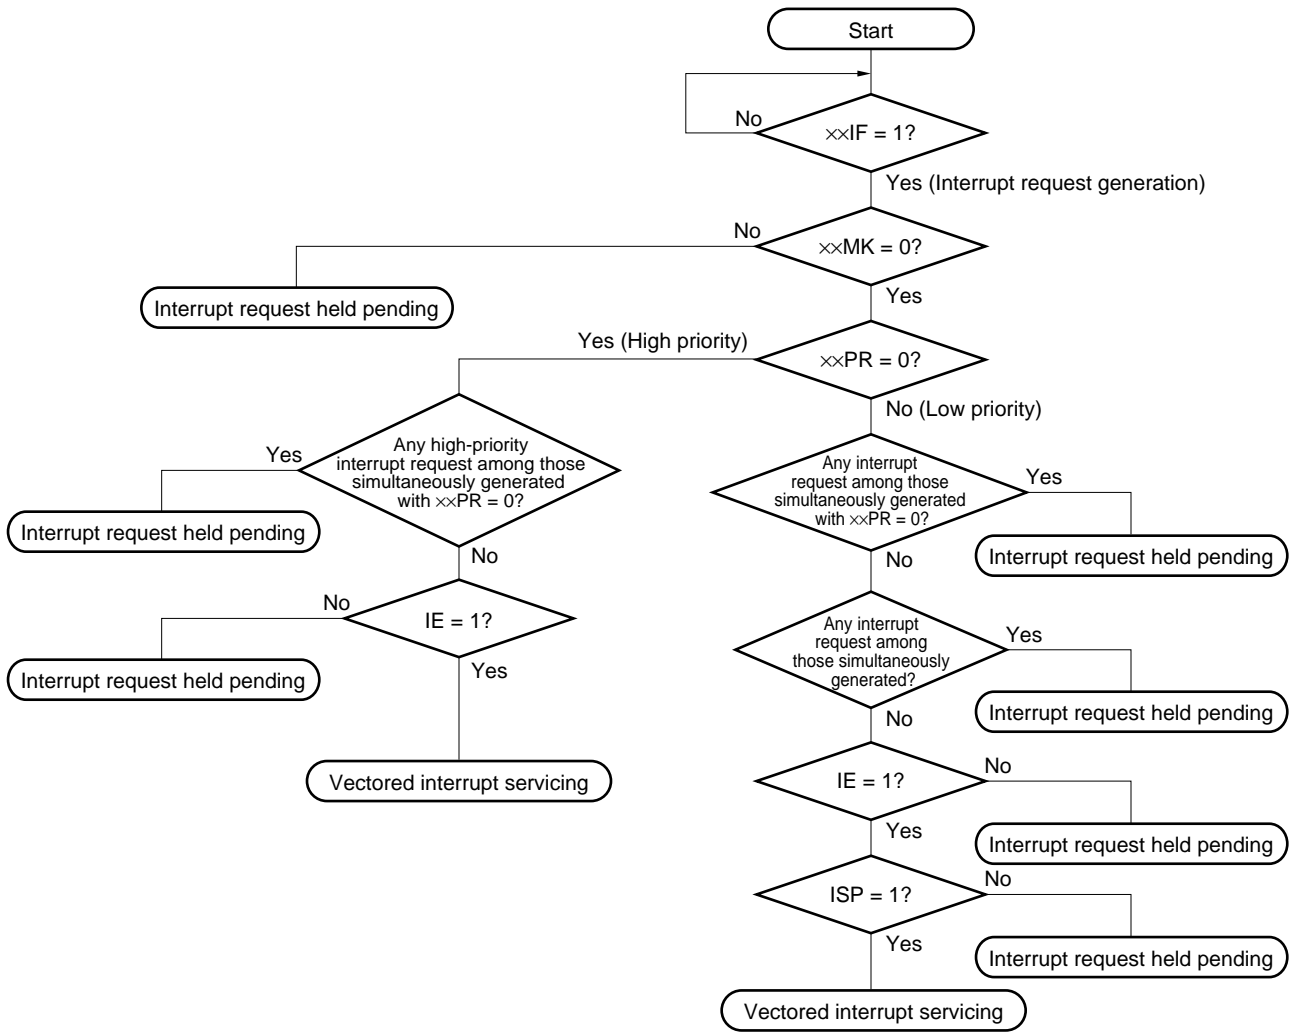 Start
No
××IF = 1?
Yes (Interrupt request generation)
No
××MK = 0?
Interrupt request held pending
Yes
Yes (High priority)
××PR = 0?
No (Low priority)
Yes
Any high-priority
interrupt request among those
simultaneously generated
with ××PR = 0?
Any interrupt
request among those
simultaneously generated
with ××PR = 0?
Yes
Interrupt request held pending
Interrupt request held pending
No
No
No
IE = 1?
Any interrupt
request among
those simultaneously
generated?
Yes
Interrupt request held pending
Yes
Interrupt request held pending
No
Vectored interrupt servicing
IE = 1?
No
Yes
Interrupt request held pending
ISP = 1?
No
Yes
Interrupt request held pending
Vectored interrupt servicing